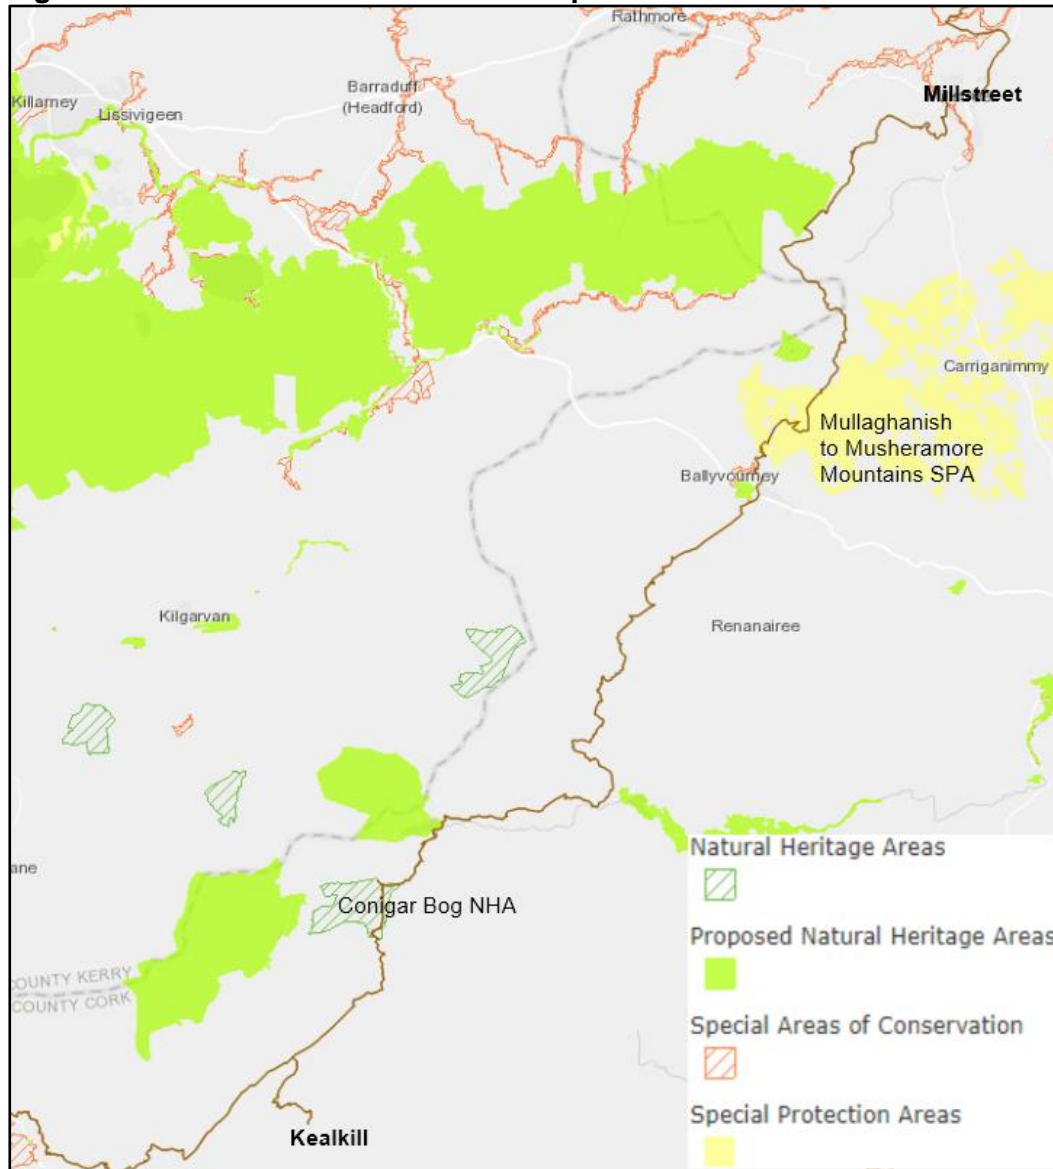 Rathmore
Killarney
Lissivigeen
Barraduff
(Headford)
Millstreet
Carriganimmy
Mullaghanish
to Musheramore
Mountains SPA
Ballyvourney
Kilgarvan
Renanairee
ane
Conigar Bog NHA
COUNTY KERRY
COUNTY CORK
Kealkill
Natural Heritage Areas
Proposed Natural Heritage Areas
Special Areas of Conservation
Special Protection Areas